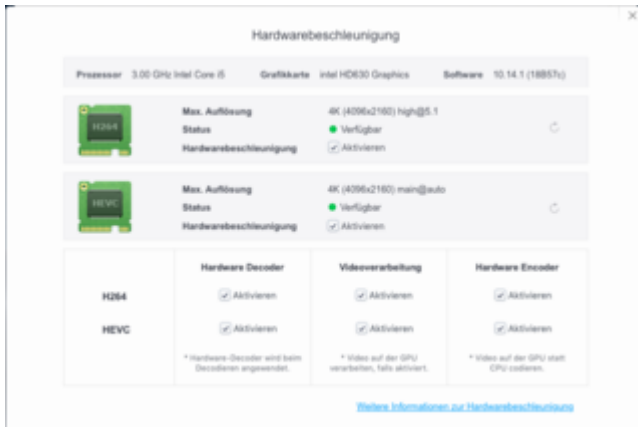 Hardwarebeschleunigung
Prozessor 3.00 GHz Intel Core i5 Grafikkarte intel HD630 Graphics Software 10.14.1 (18B57c)
H264
Max. Auflösung 4K (4096x2160) high@5.1
Status Verfügbar
Hardwarebeschleunigung Aktivieren
HEVC
Max. Auflösung 4K (4096x2160) main@auto
Status Verfügbar
Hardwarebeschleunigung Aktivieren
Hardware Decoder Videoverarbeitung Hardware Encoder
H264 Aktivieren Aktivieren Aktivieren
HEVC Aktivieren Aktivieren Aktivieren
* Hardware-Decoder wird beim * Video auf der GPU * Video auf der GPU statt
Decodieren angewendet. verarbeiten, falls aktiviert. CPU codieren.
Weitere Informationen zur Hardwarebeschleunigung